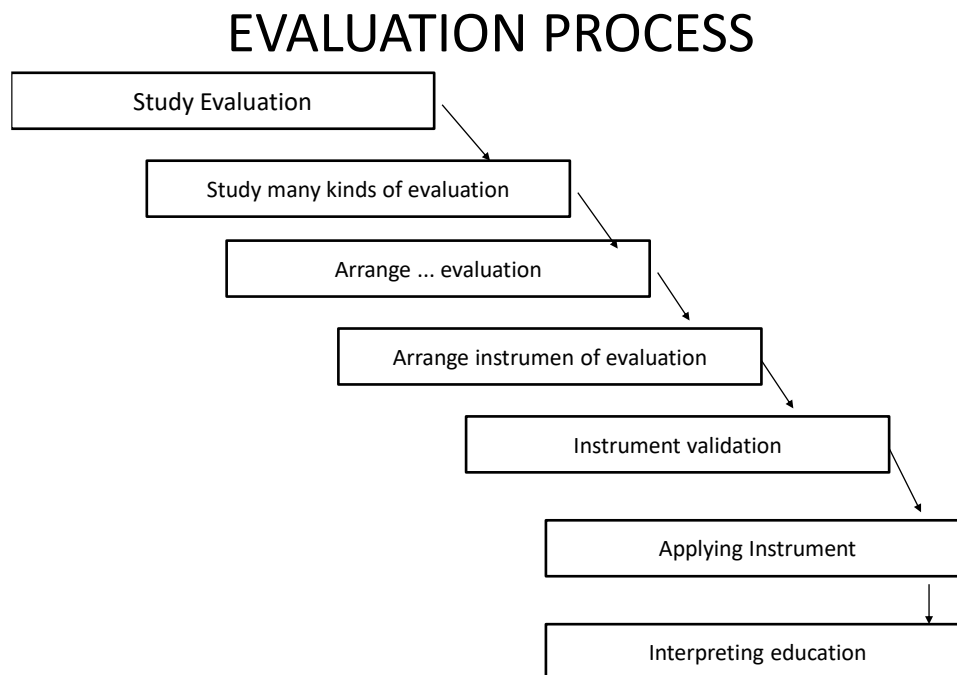 EVALUATION PROCESS
Study Evaluation
Study many kinds of evaluation
Arrange ... evaluation
Arrange instrumen of evaluation
Instrument validation
Applying Instrument
Interpreting education